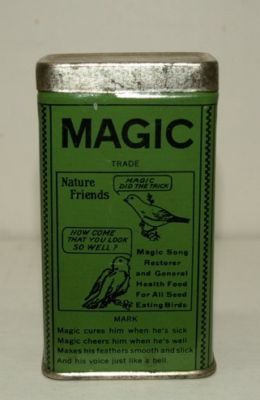 MAGIC
TRADE
Nature
Friends
MAGIC
DID THE TRICK
HOW COME
THAT YOU LOOK
SO WELL?
Magic Song
Restorer
and General
Health Food
For All Seed
Eating Birds
MARK
Magic cures him when he's sick
Magic cheers him when he's well
Makes his feathers smooth and slick
And his voice just like a bell.